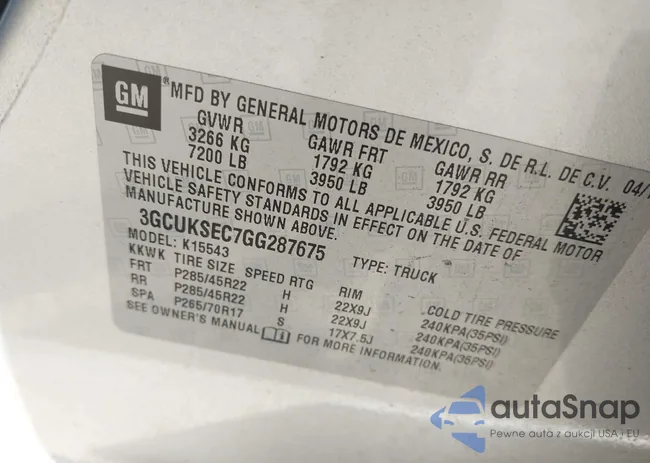 GM
®MFD BY GENERAL MOTORS DE MEXICO, S. DE R.L. DE C.V. 04/
GVWR GAWR FRT GAWR RR
3266 KG 1792 KG 1792 KG
7200 LB 3950 LB 3950 LB
THIS VEHICLE CONFORMS TO ALL APPLICABLE U.S. FEDERAL MOTOR
VEHICLE SAFETY STANDARDS IN EFFECT ON THE DATE OF
MANUFACTURE SHOWN ABOVE.
3GCUKSEC7GG287675
MODEL: K15543 TYPE: TRUCK
KKWK TIRE SIZE SPEED RTG RIM COLD TIRE PRESSURE
FRT P285/45R22 H 22X9J 240KPA(35PSI)
RR P285/45R22 H 22X9J 240KPA(35PSI)
SPA P265/70R17 S 17X7.5J 240KPA(35PSI)
SEE OWNER'S MANUAL FOR MORE INFORMATION.
autoSnap
Pewne auta z aukcji USA i EU